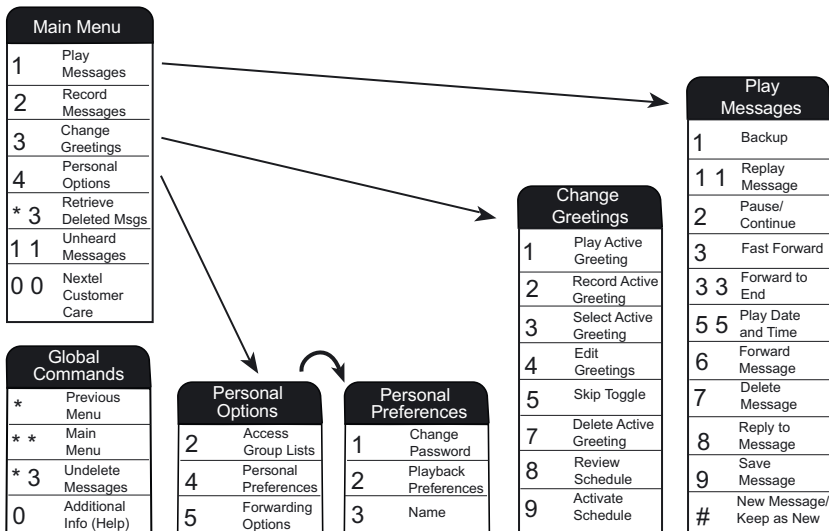 Main Menu
1 Play
Messages
2 Record
Messages
3 Change
Greetings
4 Personal
Options
* 3 Retrieve
Deleted Msgs
1 1 Unheard
Messages
0 0 Nextel
Customer
Care
Global
Commands
* Previous
Menu
* * Main
Menu
* 3 Undelete
Messages
0 Additional
Info (Help)
Personal
Options
2 Access
Group Lists
4 Personal
Preferences
5 Forwarding
Options
Personal
Preferences
1 Change
Password
2 Playback
Preferences
3 Name
Change
Greetings
1 Play Active
Greeting
2 Record Active
Greeting
3 Select Active
Greeting
4 Edit
Greetings
5 Skip Toggle
7 Delete Active
Greeting
8 Review
Schedule
9 Activate
Schedule
Play
Messages
1 Backup
1 1 Replay
Message
2 Pause/
Continue
3 Fast Forward
3 3 Forward to
End
5 5 Play Date
and Time
6 Forward
Message
7 Delete
Message
8 Reply to
Message
9 Save
Message
# New Message/
Keep as New